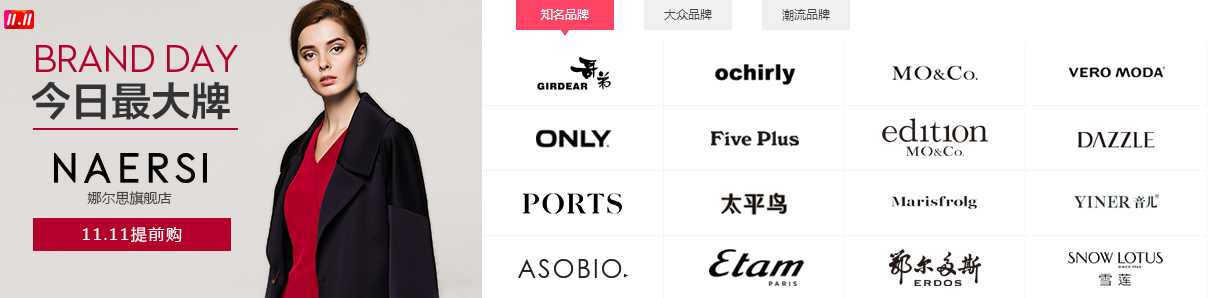 11.11
BRAND DAY
今日最大牌
NAERSI
娜尔思旗舰店
11.11提前购
知名品牌 大众品牌 潮流品牌
GIRDEAR 哥弟
ochirly
MO&Co.
VERO MODA®
ONLY®
Five Plus
edition
MO&Co.
DAZZLE
PORTS
太平鸟
Marisfrolg
YINER 音儿®
ASOBIO
Etam
PARIS
鄂尔多斯
ERDOS
SNOW LOTUS
SINCE 1965
雪莲